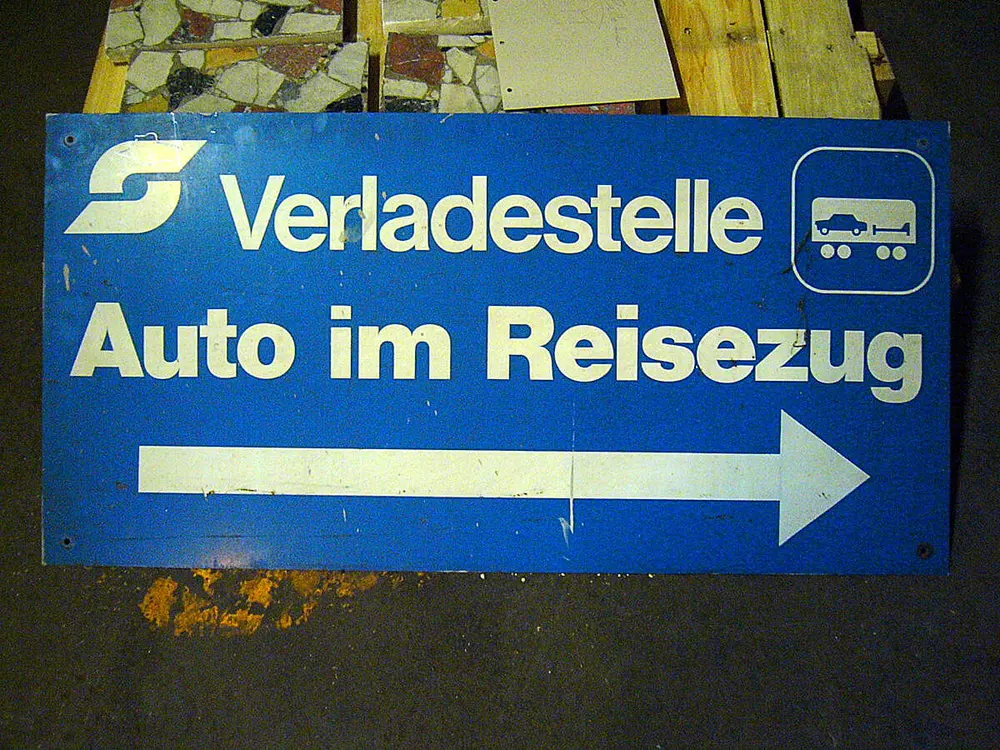 Verladestelle
Auto im Reisezug